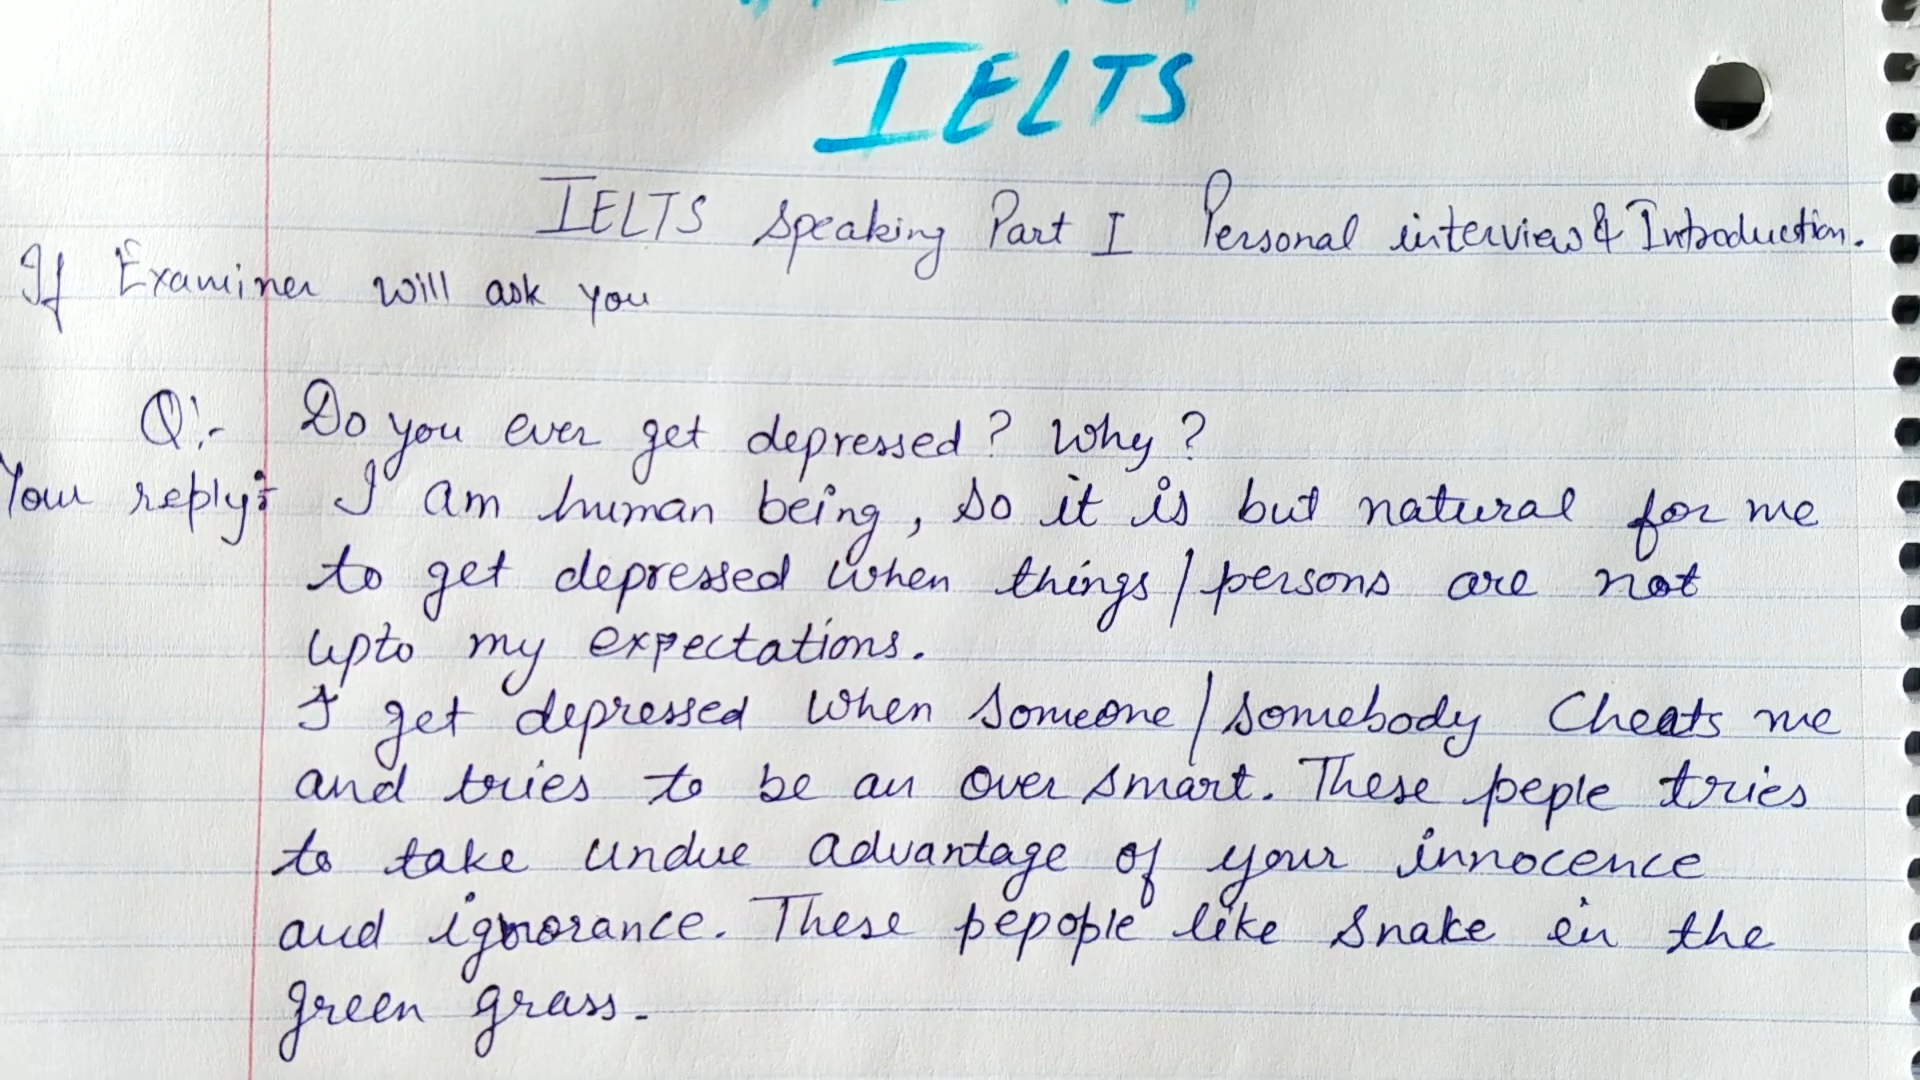 IELTS
IELTS speaking Part I Personal interview & Introduction.
If Examiner will ask you
Q:- Do you ever get depressed? Why?
Your reply:- I am human being, so it is but natural for me
to get depressed when things/persons are not
upto my expectations.
I get depressed when someone/somebody Cheats me
and tries to be an over smart. These peple tries
to take undue advantage of your innocence
and ignorance. These pepople like snake in the
green grass.